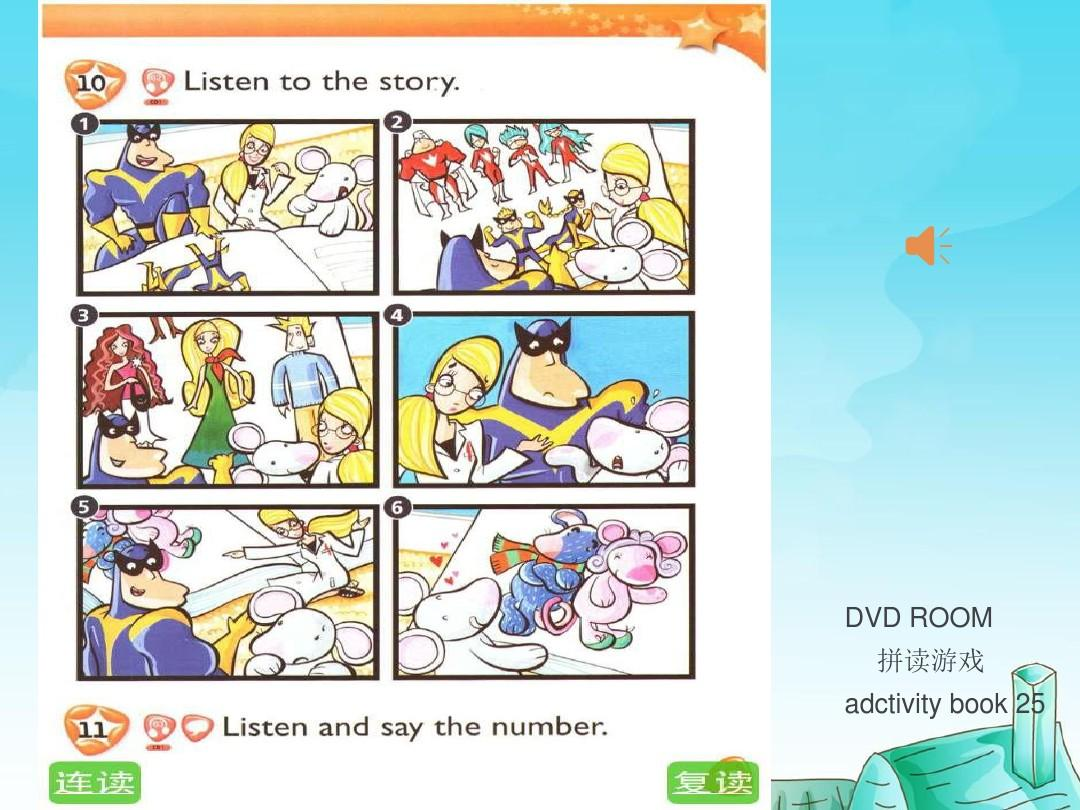 10 Listen to the story.
1
2
3
4
5
6
11 Listen and say the number.
连读
复读
DVD ROOM
拼读游戏
adctivity book 25